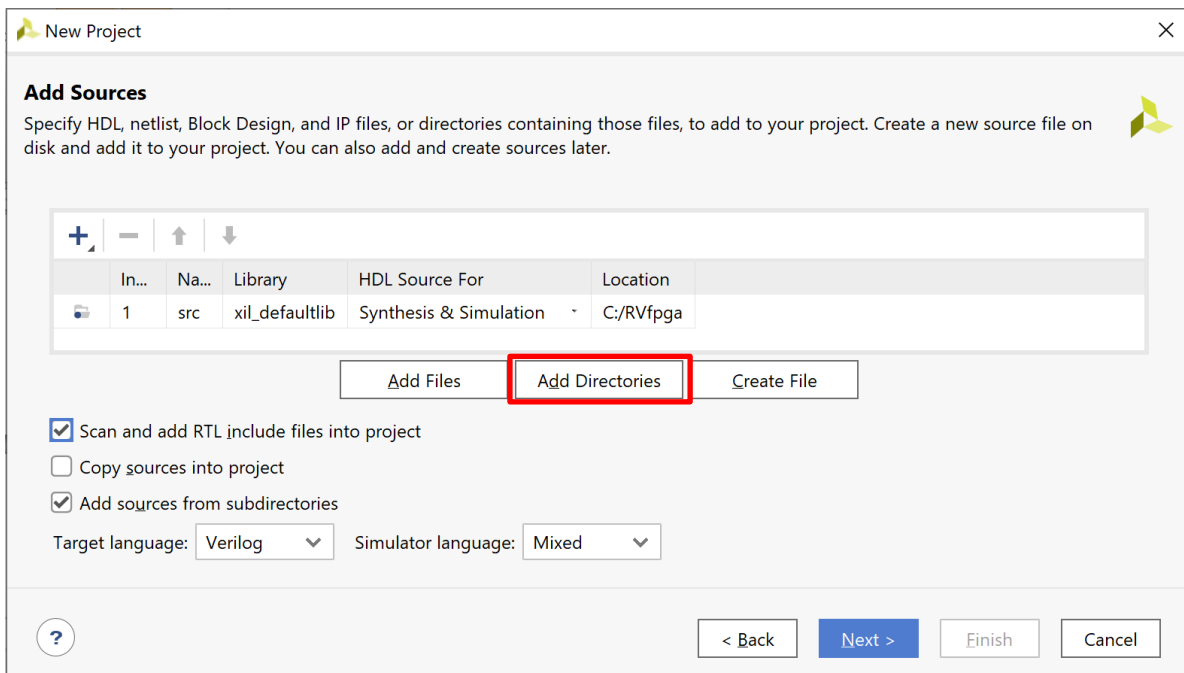 New Project
Add Sources
Specify HDL, netlist, Block Design, and IP files, or directories containing those files, to add to your project. Create a new source file on
disk and add it to your project. You can also add and create sources later.
In... Na... Library HDL Source For Location
1 src xil_defaultlib Synthesis & Simulation C:/RVfpga
Add Files Add Directories Create File
Scan and add RTL include files into project
Copy sources into project
Add sources from subdirectories
Target language: Verilog Simulator language: Mixed
? < Back Next > Finish Cancel